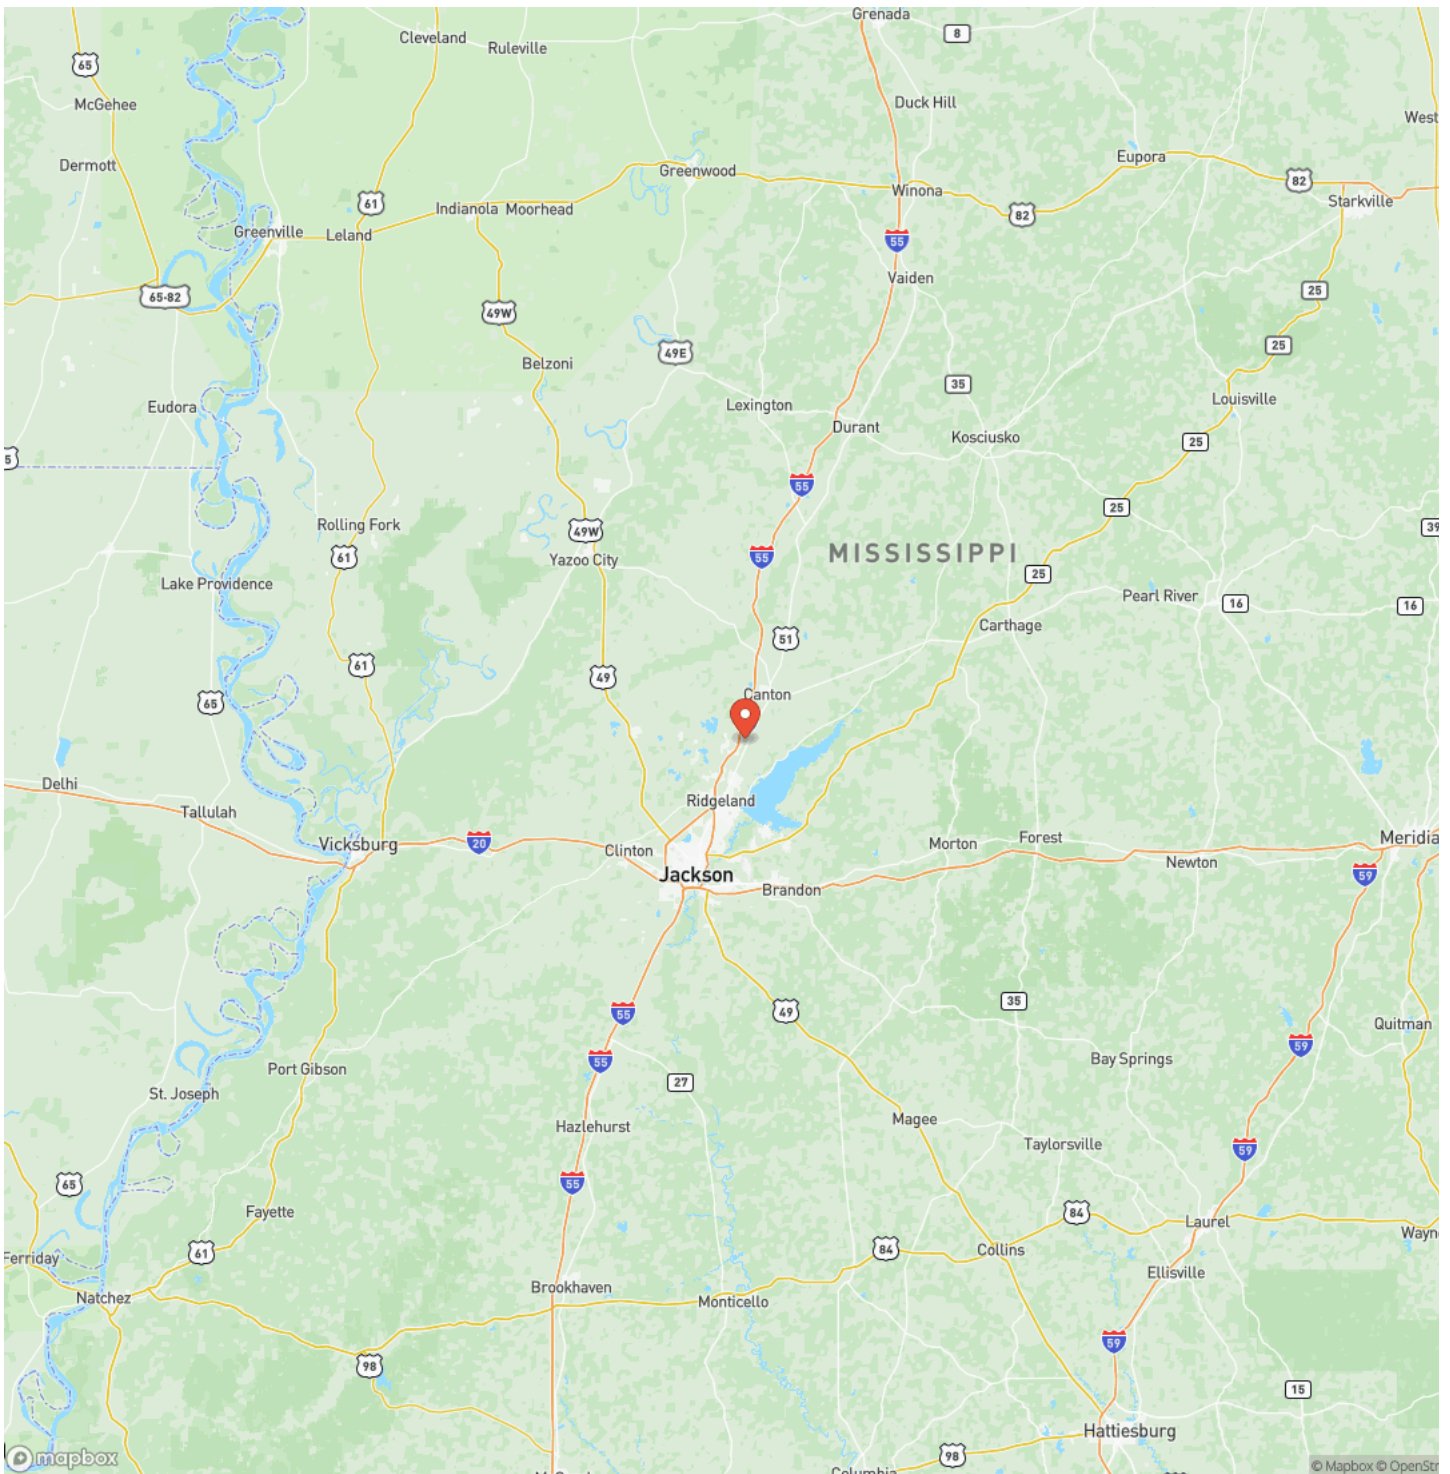 Grenada
8
Cleveland
Ruleville
65
McGehee
Duck Hill
West
Dermott
Eupora
Greenwood
82
Winona
Starkville
61
Indianola
Moorhead
82
Greenville
Leland
55
Vaiden
65-82
25
49W
25
49E
Belzoni
35
Louisville
Eudora
Lexington
Durant
Kosciusko
25
5
55
25
Rolling Fork
39
49W
61
55
MISSISSIPPI
Yazoo City
25
Lake Providence
Pearl River
16
16
Carthage
51
61
49
Canton
65
Delhi
Ridgeland
Tallulah
Meridia
Vicksburg
20
Clinton
Morton
Forest
Newton
Jackson
59
Brandon
35
49
55
Quitman
59
55
Bay Springs
Port Gibson
27
St. Joseph
Magee
Hazlehurst
Taylorsville
59
65
55
Fayette
84
Laurel
Wayn
61
84
Collins
Ferriday
Ellisville
Brookhaven
Natchez
Monticello
59
98
15
Hattiesburg
98
mapbox
© Mapbox © OpenStr
Columbia